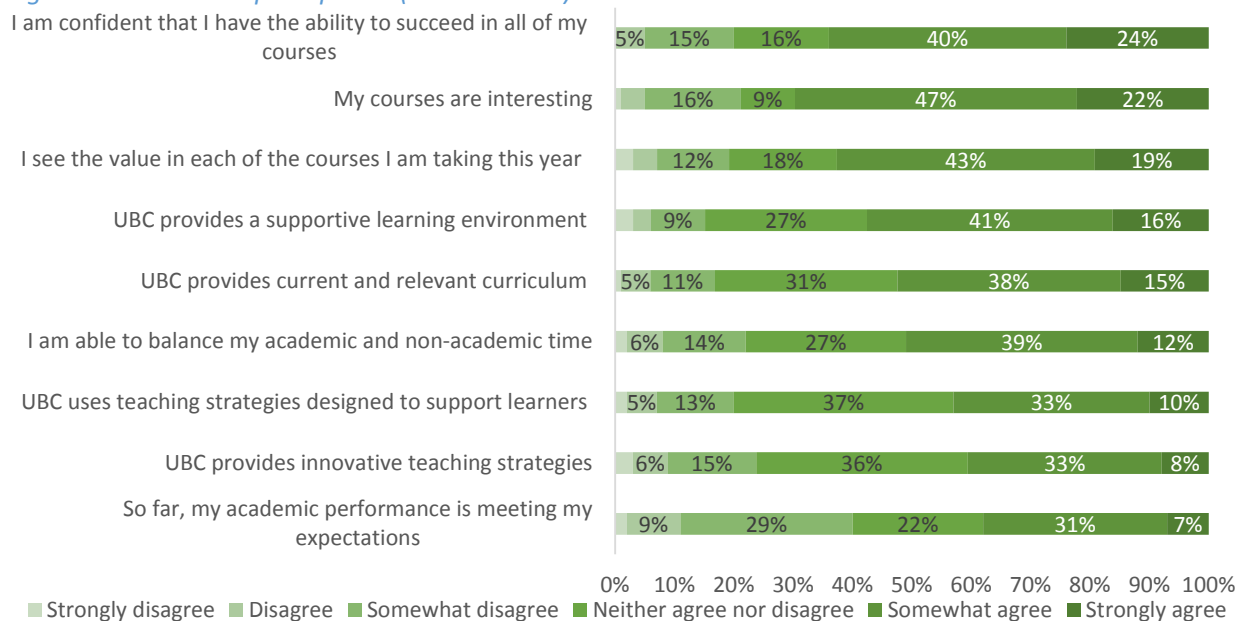 I am confident that I have the ability to succeed in all of my
courses
5% 15% 16% 40% 24%
My courses are interesting
16% 9% 47% 22%
I see the value in each of the courses I am taking this year
12% 18% 43% 19%
UBC provides a supportive learning environment
9% 27% 41% 16%
UBC provides current and relevant curriculum
5% 11% 31% 38% 15%
I am able to balance my academic and non-academic time
6% 14% 27% 39% 12%
UBC uses teaching strategies designed to support learners
5% 13% 37% 33% 10%
UBC provides innovative teaching strategies
6% 15% 36% 33% 8%
So far, my academic performance is meeting my
expectations
9% 29% 22% 31% 7%
0% 10% 20% 30% 40% 50% 60% 70% 80% 90% 100%
Strongly disagree Disagree Somewhat disagree Neither agree nor disagree Somewhat agree Strongly agree